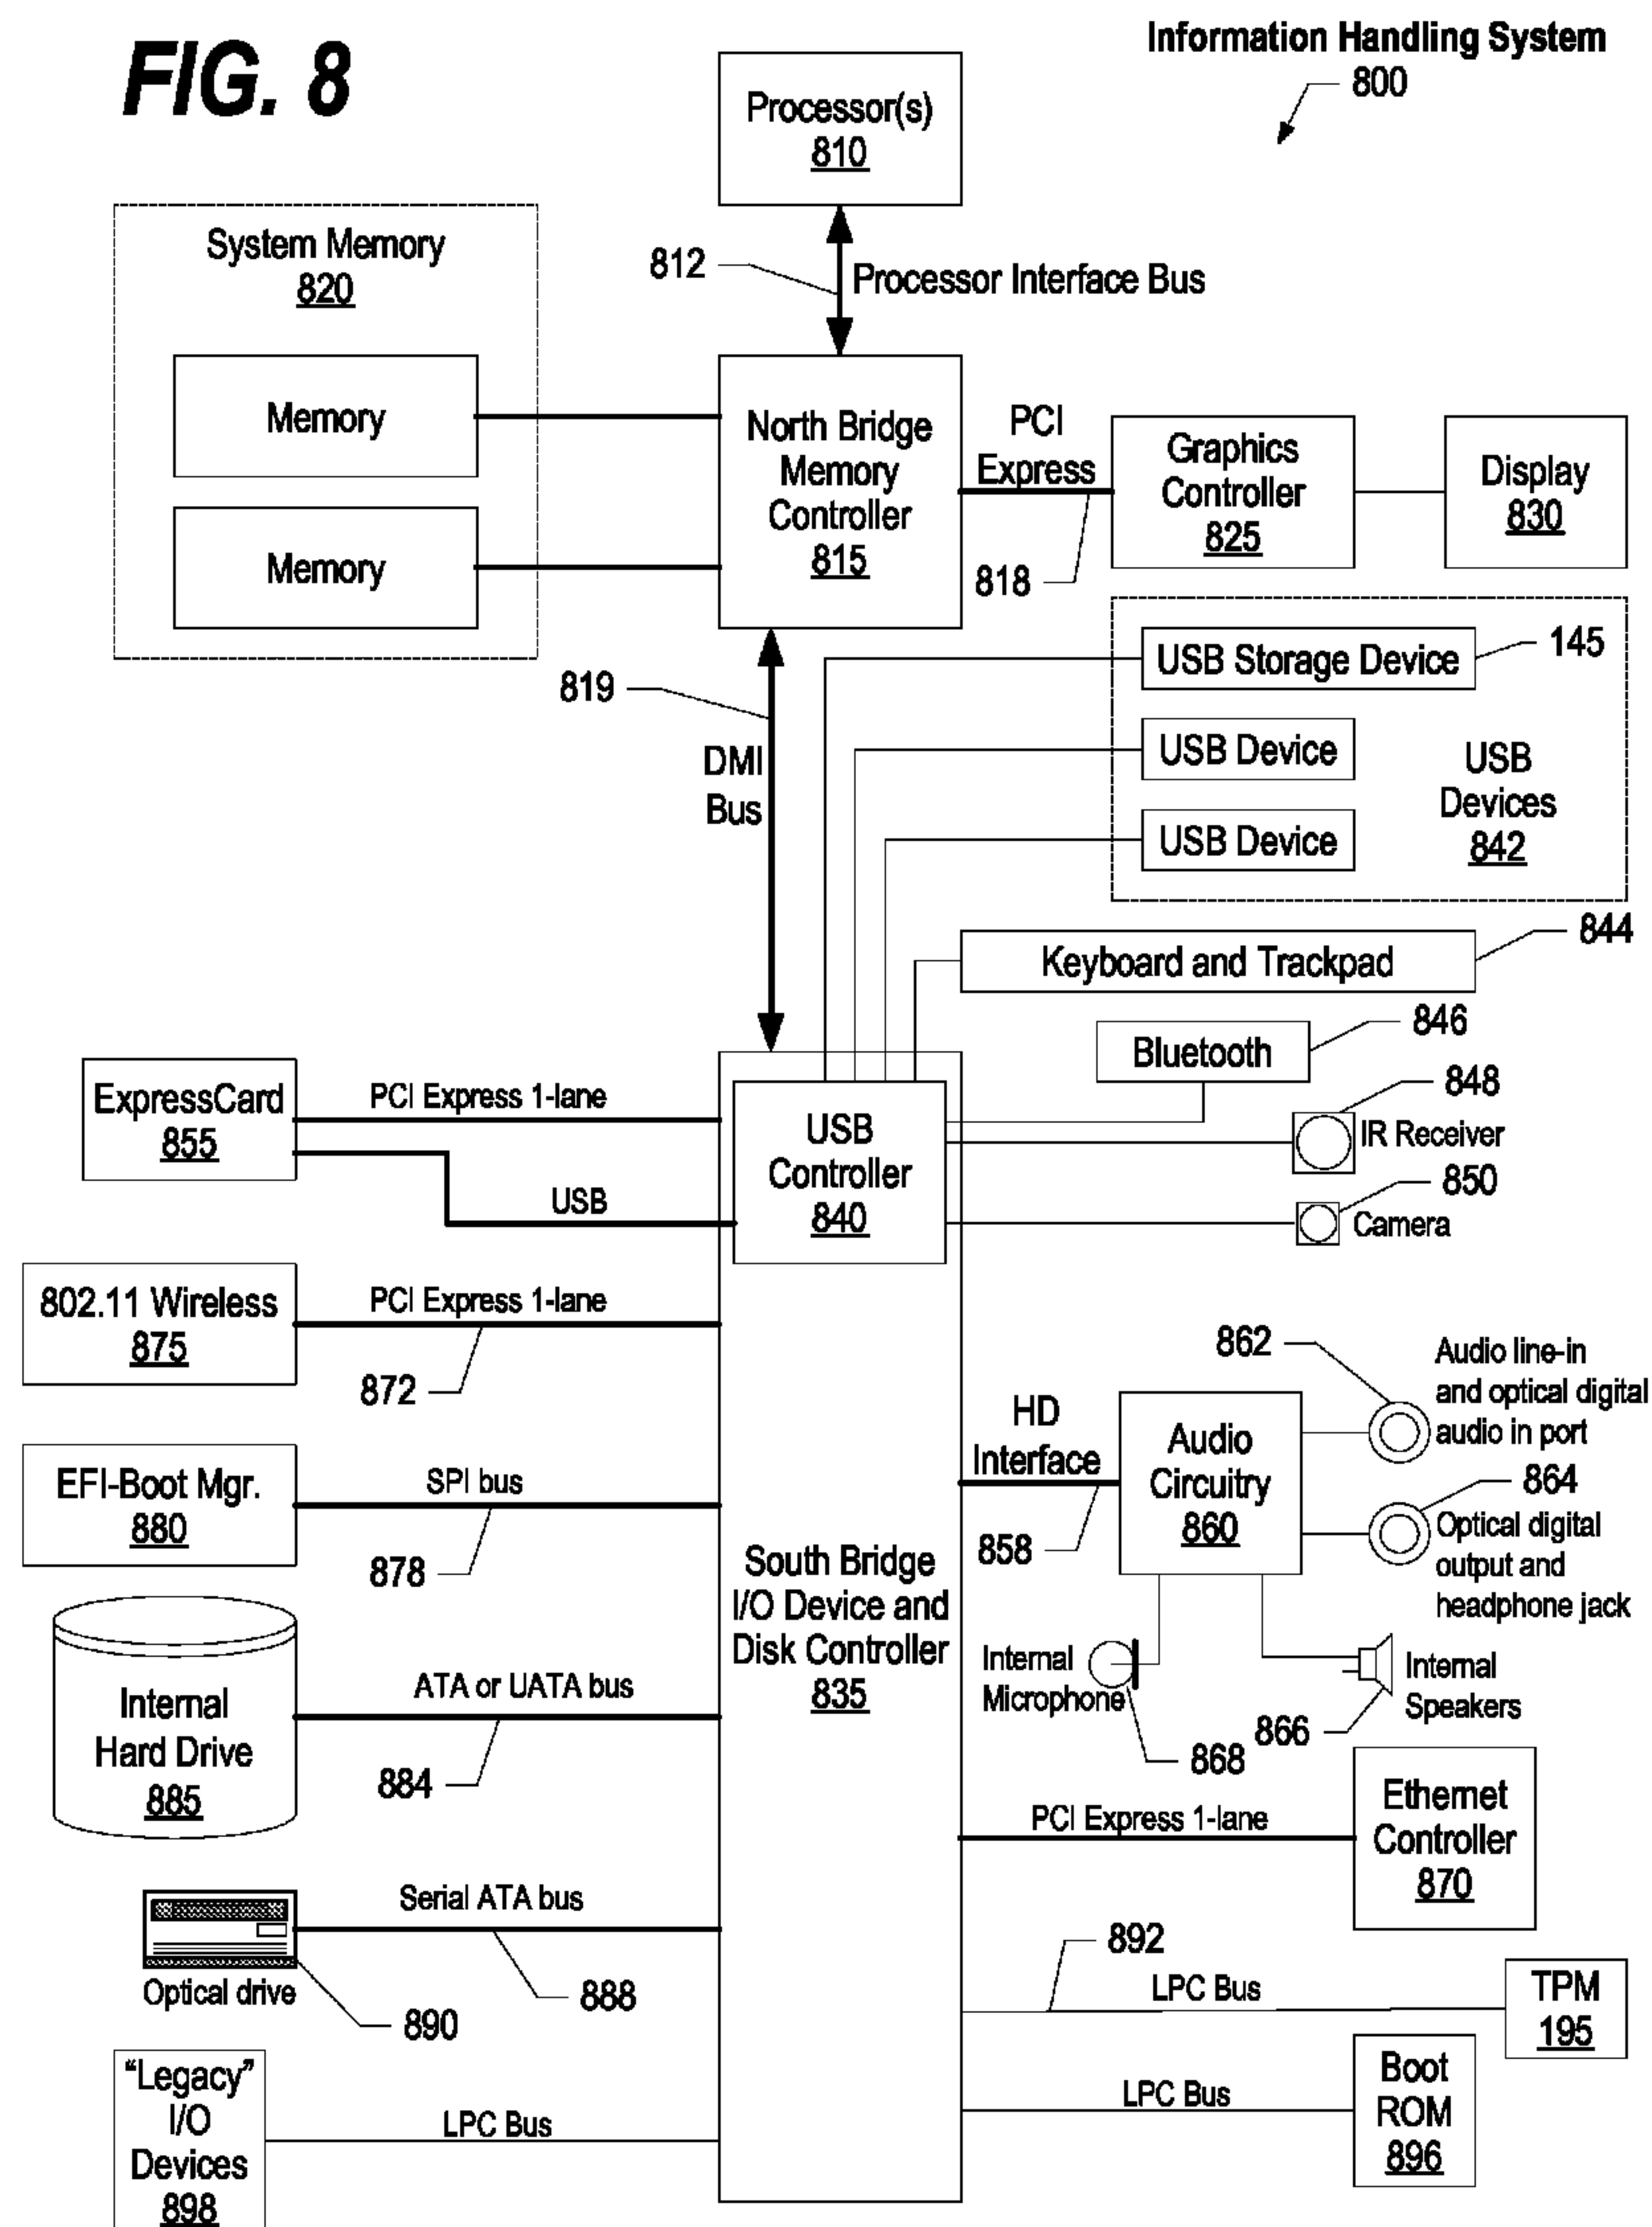 FIG. 8
Information Handling System
800
Processor(s)
810
System Memory
820
812
Processor Interface Bus
Memory
Memory
North Bridge
Memory
Controller
815
PCI
Express
818
Graphics
Controller
825
Display
830
819
DMI
Bus
USB Storage Device
145
USB Device
USB Device
USB
Devices
842
Keyboard and Trackpad
844
Bluetooth
846
848
IR Receiver
850
Camera
ExpressCard
855
PCI Express 1-lane
USB
USB
Controller
840
802.11 Wireless
875
PCI Express 1-lane
872
EFI-Boot Mgr.
880
SPI bus
878
HD
Interface
858
Audio
Circuitry
860
862
Audio line-in
and optical digital
audio in port
864
Optical digital
output and
headphone jack
South Bridge
I/O Device and
Disk Controller
835
Internal
Microphone
868
866
Internal
Speakers
Internal
Hard Drive
885
ATA or UATA bus
884
PCI Express 1-lane
Ethernet
Controller
870
Serial ATA bus
888
Optical drive
890
892
LPC Bus
TPM
195
"Legacy"
I/O
Devices
898
LPC Bus
LPC Bus
Boot
ROM
896